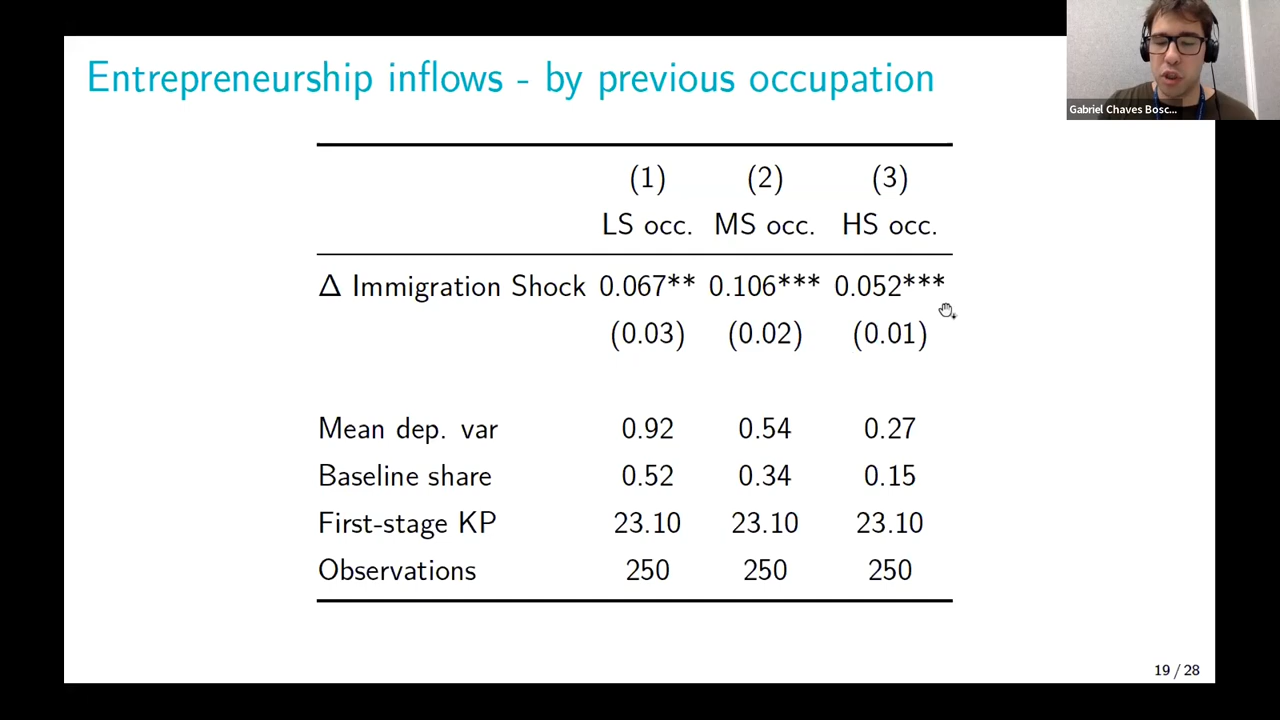 Entrepreneurship inflows - by previous occupation
Gabriel Chaves Bosc...
(1) (2) (3)
LS occ. MS occ. HS occ.
Δ Immigration Shock 0.067** 0.106*** 0.052***
(0.03) (0.02) (0.01)
Mean dep. var 0.92 0.54 0.27
Baseline share 0.52 0.34 0.15
First-stage KP 23.10 23.10 23.10
Observations 250 250 250
19 / 28